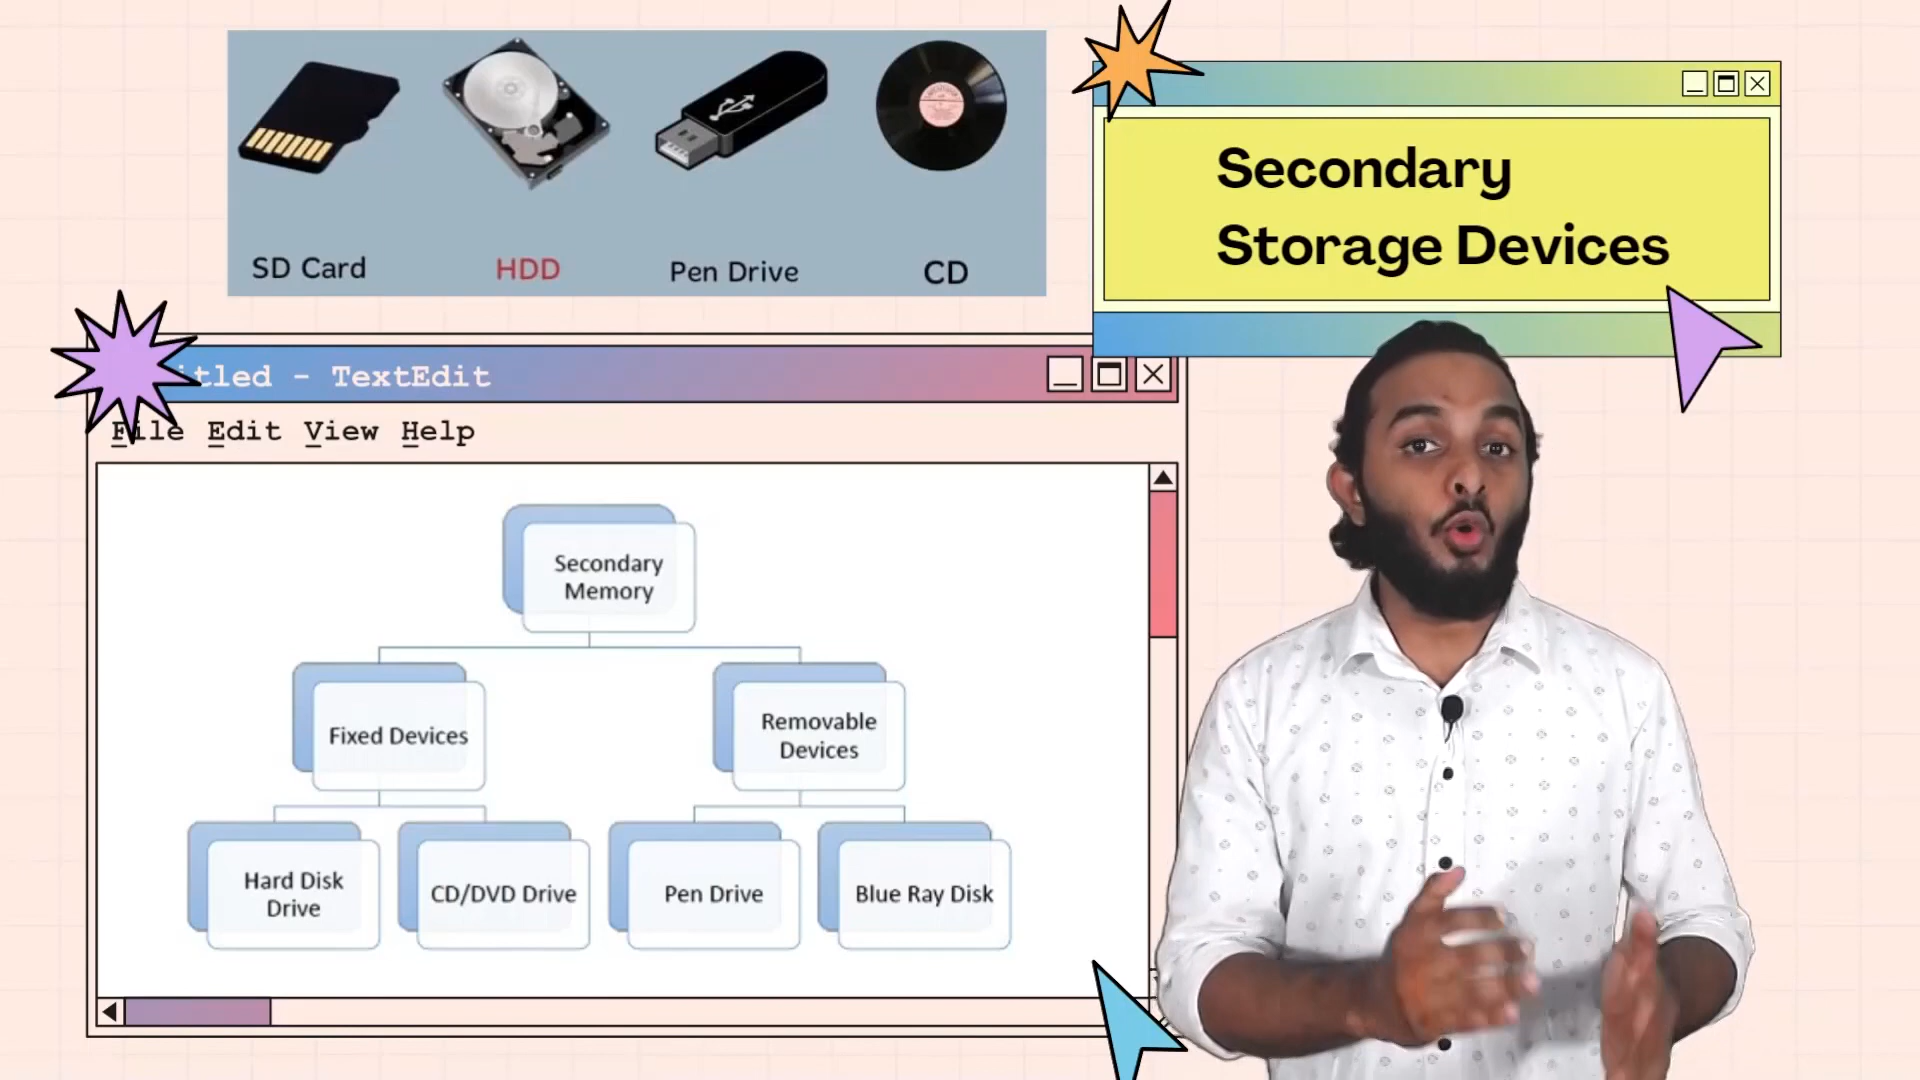 SD Card
HDD
Pen Drive
CD
Secondary
Storage Devices
itled - TextEdit
File Edit View Help
Secondary
Memory
Fixed Devices
Removable
Devices
Hard Disk
Drive
CD/DVD Drive
Pen Drive
Blue Ray Disk